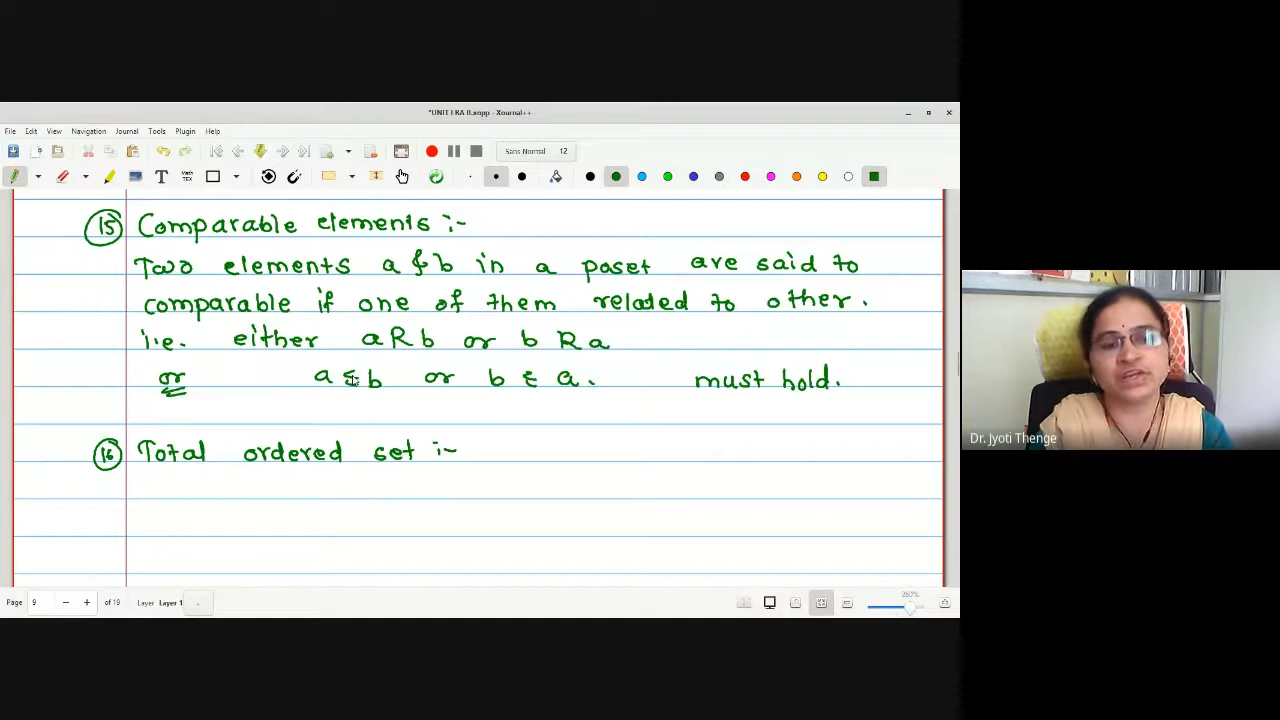 *UNIT I RA II.xopp - Xournal++
File Edit View Navigation Journal Tools Plugin Help
Sans Normal 12
15 Comparable elements :-
Two elements a & b in a poset are said to
comparable if one of them related to other.
i.e. either a R b or b R a
or a ≤ b or b ≤ a. must hold.
16 Total ordered set :-
Dr. Jyoti Thenge
Page 9 of 19 Layer Layer 1